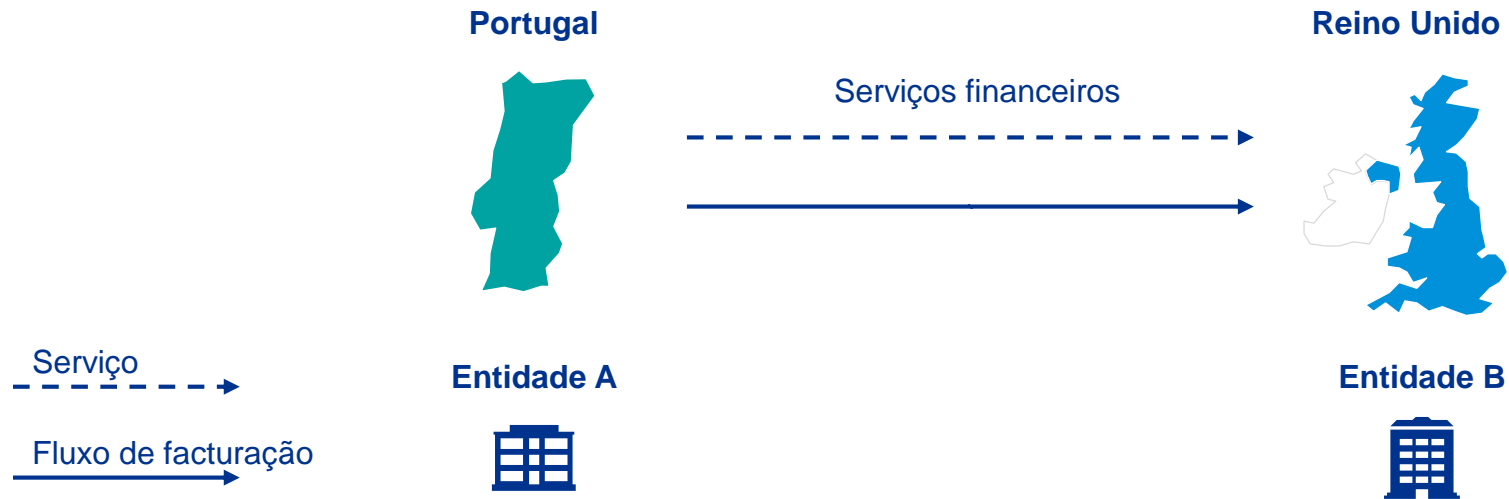 Portugal
Reino Unido
Serviços financeiros
Serviço
Fluxo de facturação
Entidade A
Entidade B